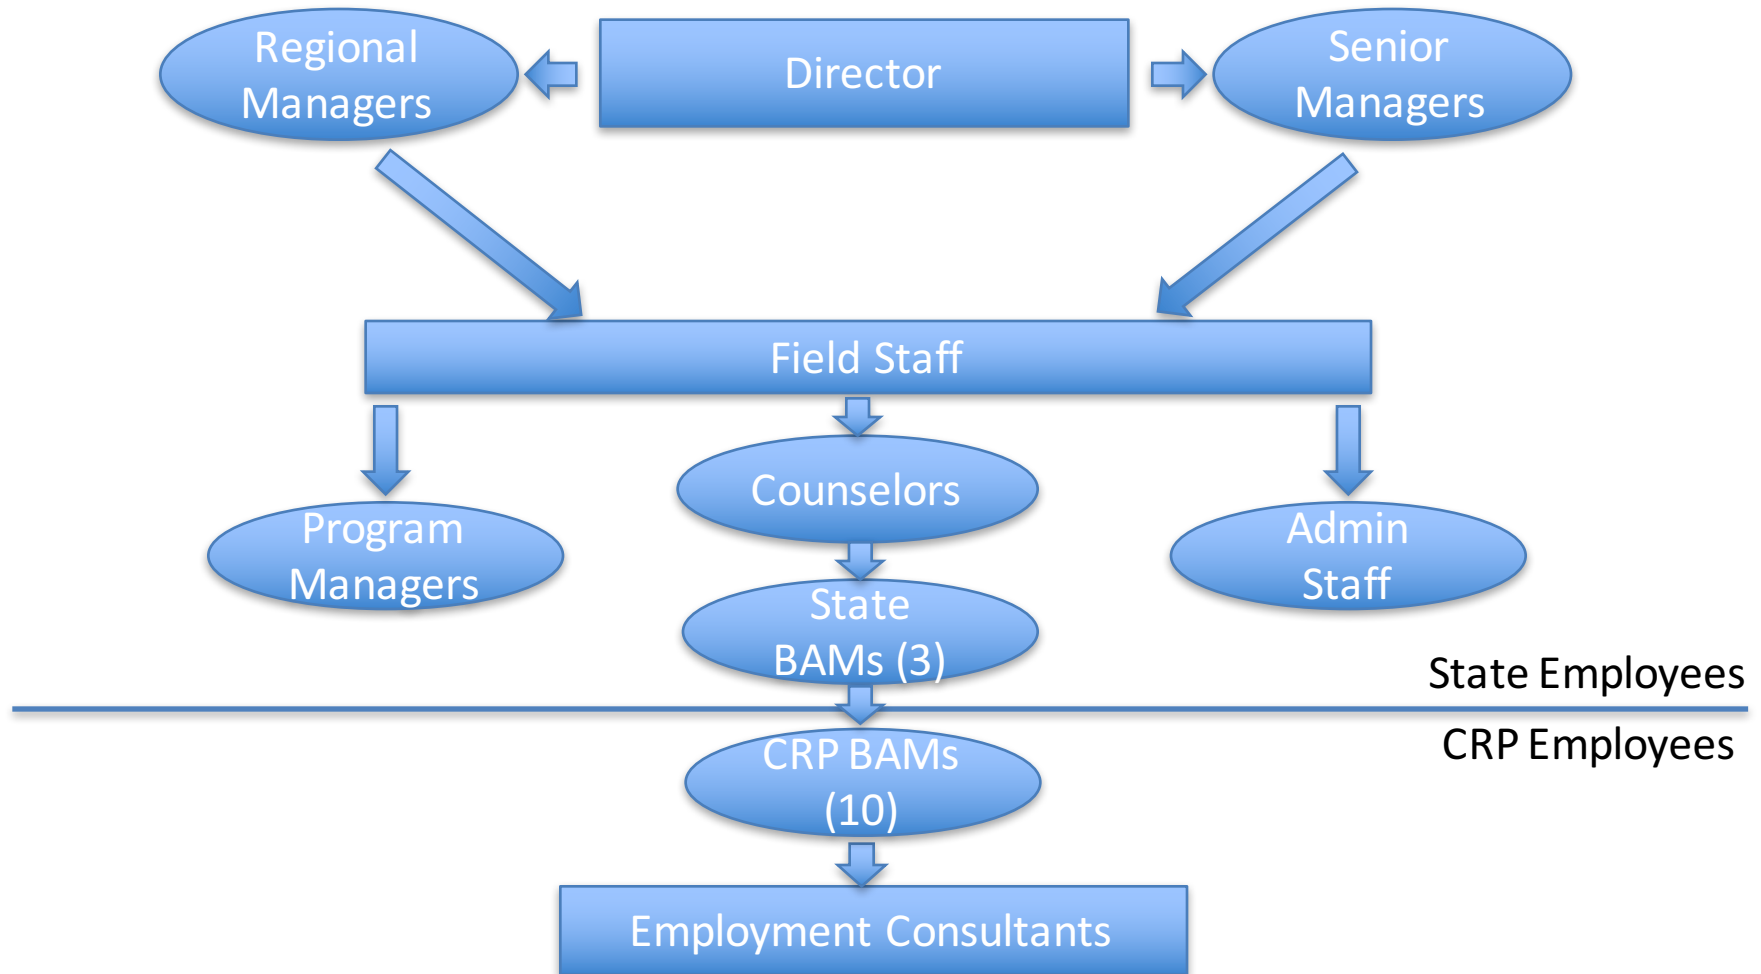 Regional
Managers
Director
Senior
Managers
Field Staff
Counselors
Program
Managers
Admin
Staff
State
BAMs (3)
State Employees
CRP Employees
CRP BAMs
(10)
Employment Consultants